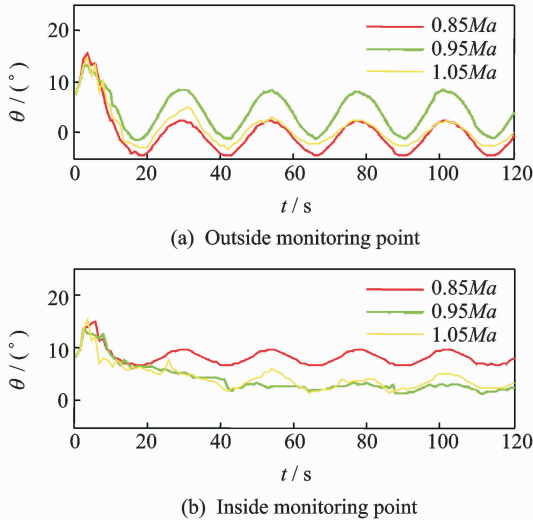 20
10
0
θ / (°)
0.85Ma
0.95Ma
1.05Ma
0 20 40 60 80 100 120
t / s
(a) Outside monitoring point
20
10
0
θ / (°)
0.85Ma
0.95Ma
1.05Ma
0 20 40 60 80 100 120
t / s
(b) Inside monitoring point